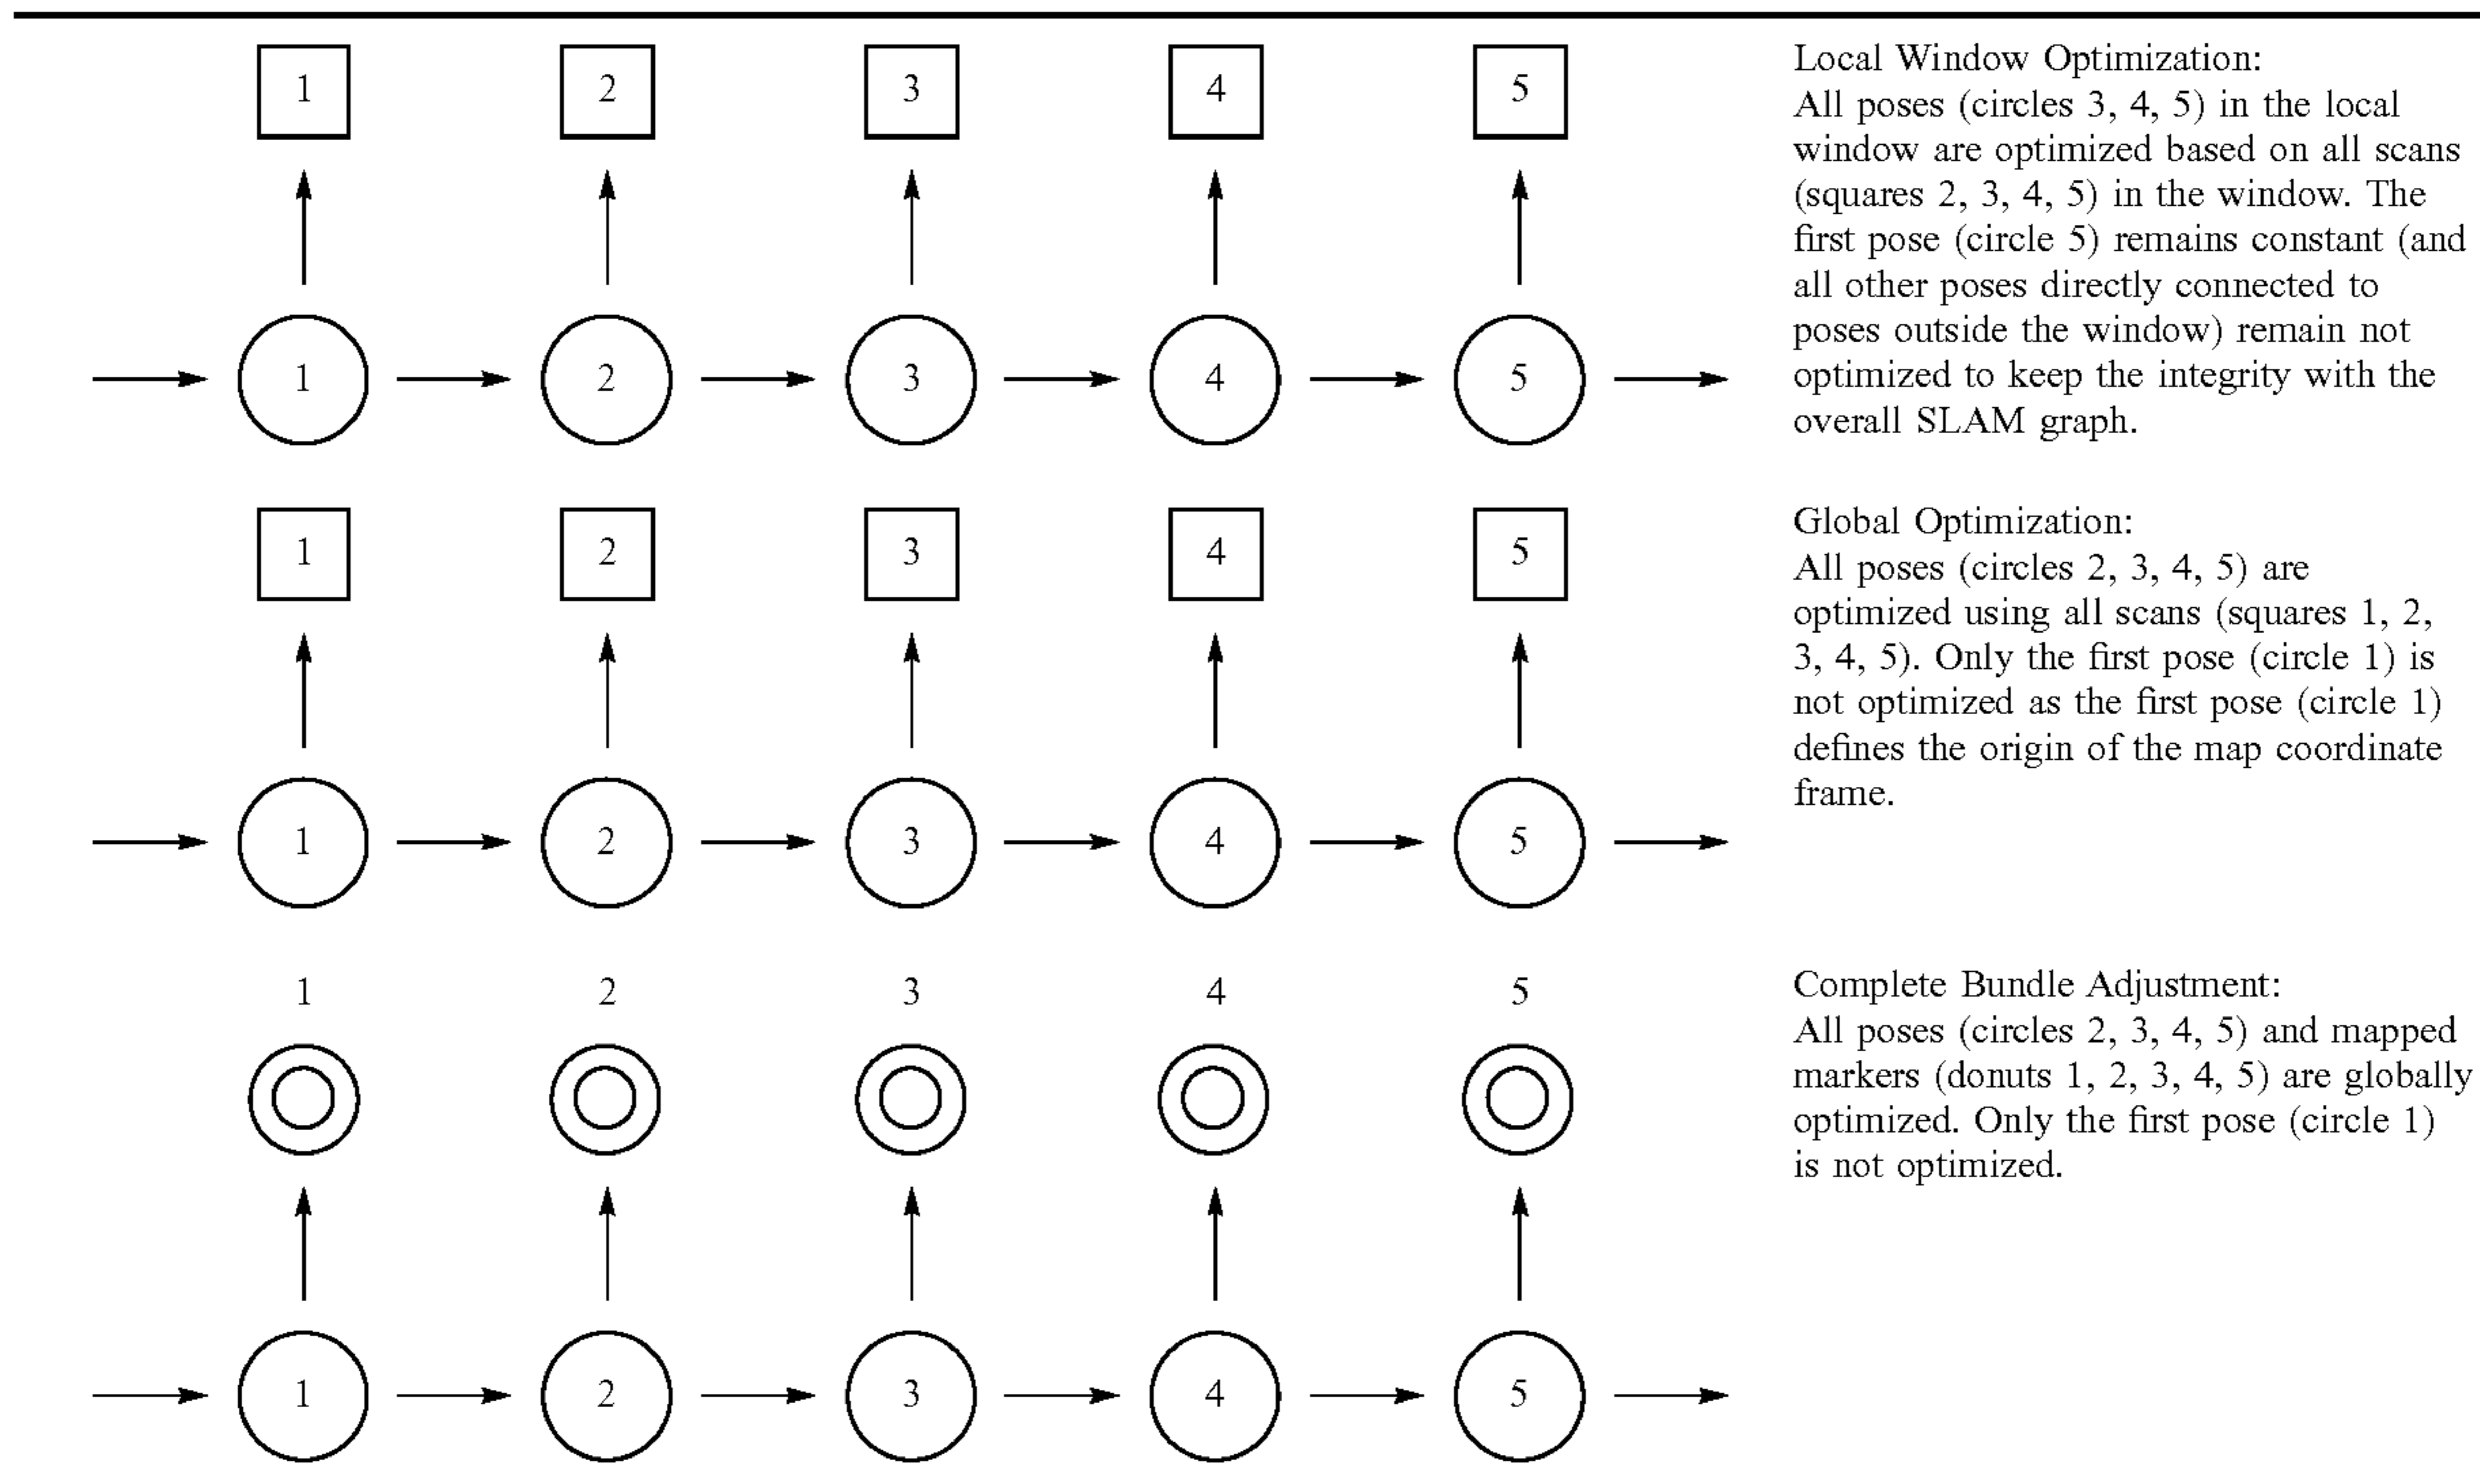 1 2 3 4 5
Local Window Optimization:
All poses (circles 3, 4, 5) in the local
window are optimized based on all scans
(squares 2, 3, 4, 5) in the window. The
first pose (circle 5) remains constant (and
all other poses directly connected to
poses outside the window) remain not
optimized to keep the integrity with the
overall SLAM graph.
1 2 3 4 5
1 2 3 4 5
Global Optimization:
All poses (circles 2, 3, 4, 5) are
optimized using all scans (squares 1, 2,
3, 4, 5). Only the first pose (circle 1) is
not optimized as the first pose (circle 1)
defines the origin of the map coordinate
frame.
1 2 3 4 5
1 2 3 4 5
Complete Bundle Adjustment:
All poses (circles 2, 3, 4, 5) and mapped
markers (donuts 1, 2, 3, 4, 5) are globally
optimized. Only the first pose (circle 1)
is not optimized.
1 2 3 4 5